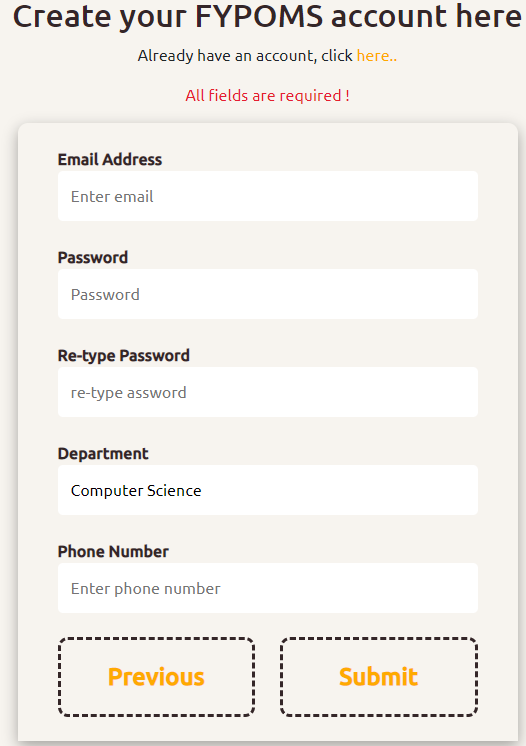 Create your FYPOMS account here
Already have an account, click here..
All fields are required !
Email Address
Enter email
Password
Password
Re-type Password
re-type assword
Department
Computer Science
Phone Number
Enter phone number
Previous Submit